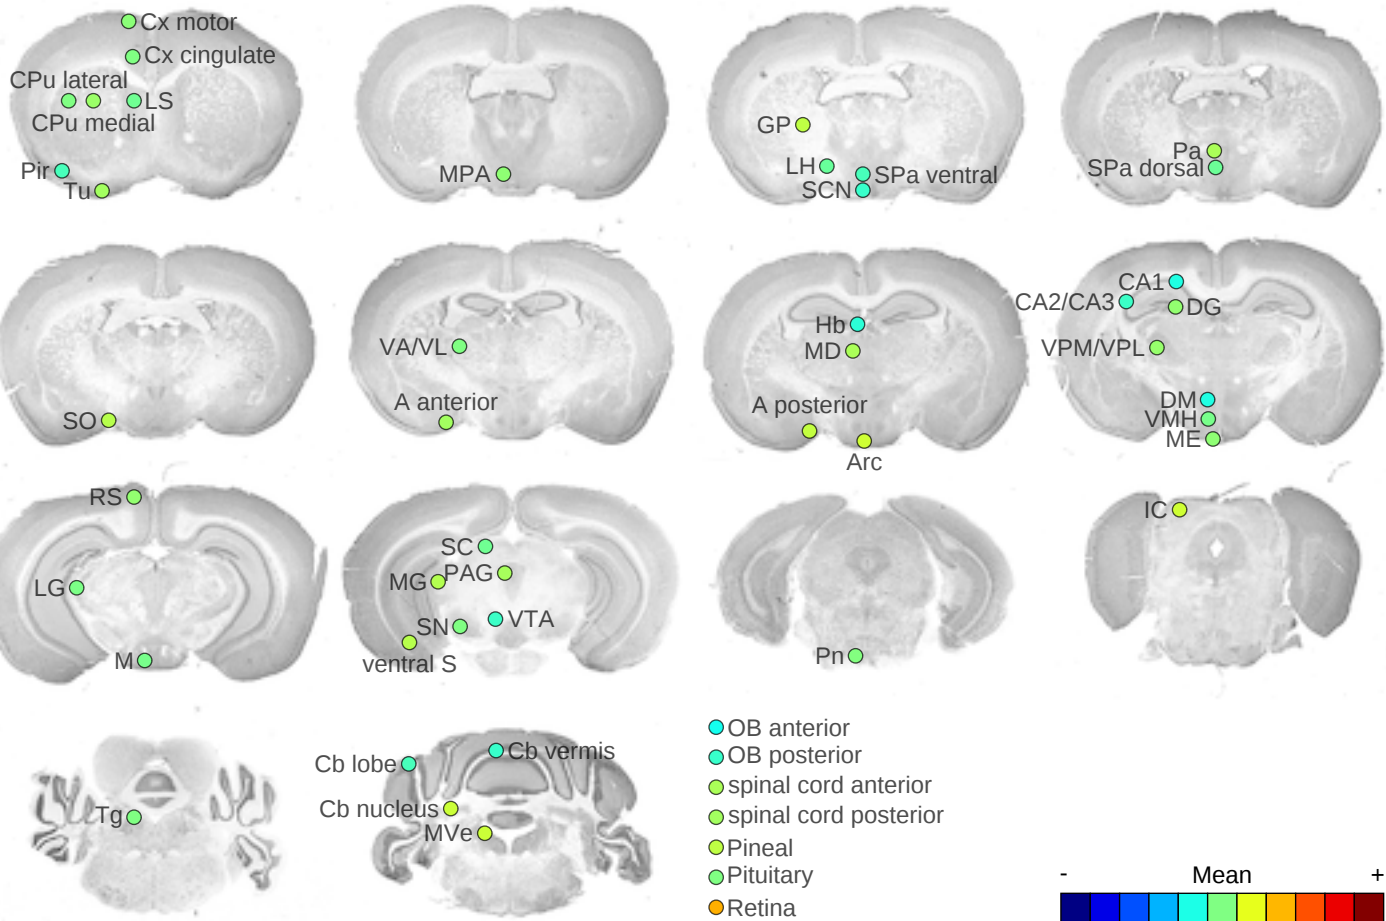 Cx motor
Cx cingulate
CPu lateral
LS
CPu medial
Pir
Tu
MPA
GP
LH
SPa ventral
SCN
Pa
SPa dorsal
SO
VA/VL
A anterior
Hb
MD
A posterior
Arc
CA1
CA2/CA3
DG
VPM/VPL
DM
VMH
ME
RS
LG
M
SC
PAG
MG
SN
VTA
ventral S
Pn
IC
Tg
Cb lobe
Cb vermis
Cb nucleus
MVe
OB anterior
OB posterior
spinal cord anterior
spinal cord posterior
Pineal
Pituitary
Retina
- Mean +